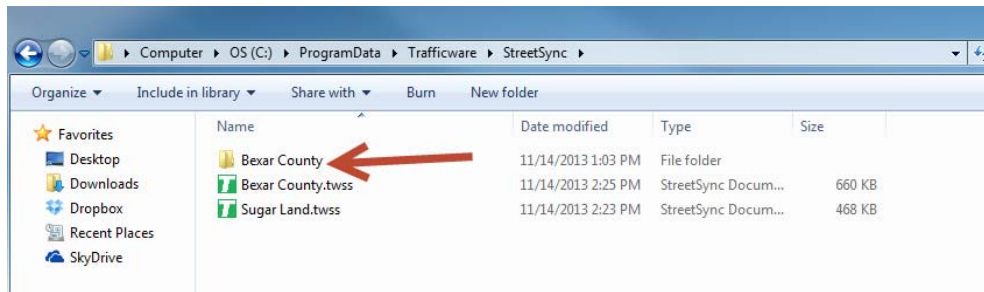 Computer OS (C:) ProgramData Trafficware StreetSync
Organize Include in library Share with Burn New folder
Name Date modified Type Size
Favorites
Desktop
Downloads
Dropbox
Recent Places
SkyDrive
Bexar County 11/14/2013 1:03 PM File folder
Bexar County.twss 11/14/2013 2:25 PM StreetSync Docum... 660 KB
Sugar Land.twss 11/14/2013 2:23 PM StreetSync Docum... 468 KB